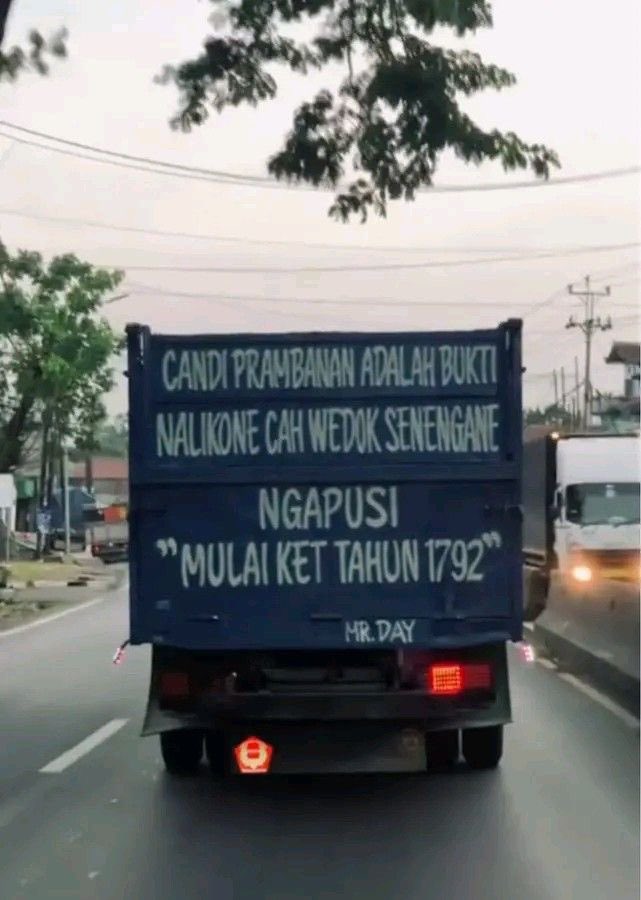 CANDI PRAMBANAN ADALAH BUKTI
NALIKONE CAH WEDOK SENENGANE
NGAPUSI
"MULAI KET TAHUN 1792"
MR. DAY